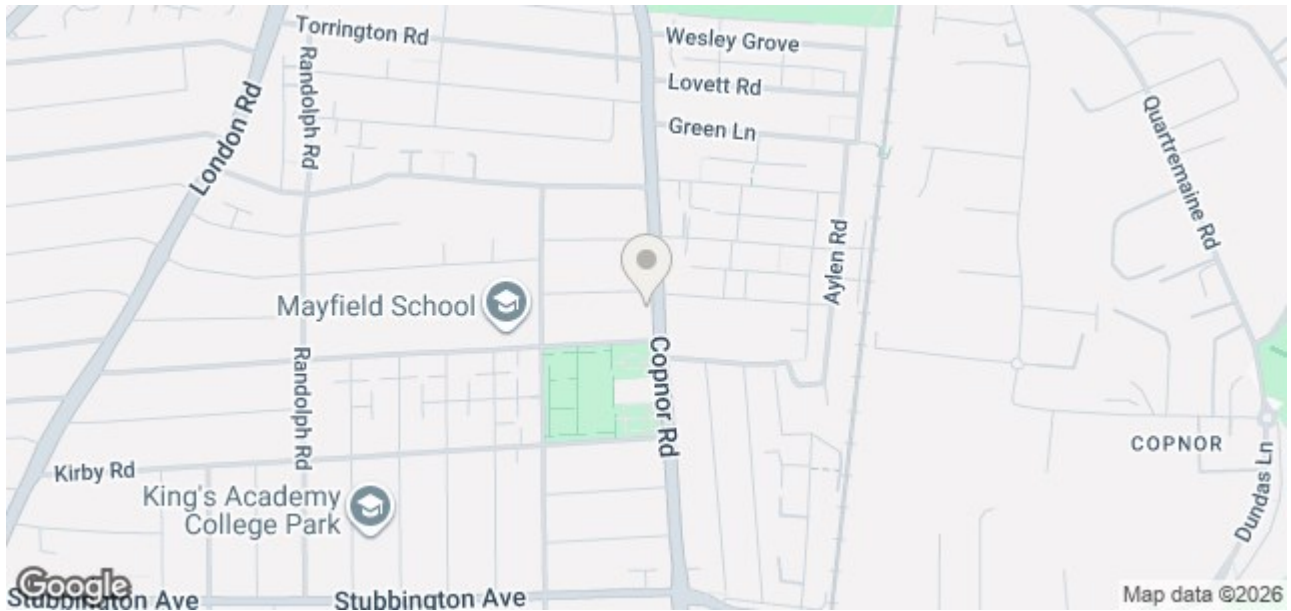 Torrington Rd
Wesley Grove
Lovett Rd
Green Ln
Randolph Rd
London Rd
Quartremaine Rd
Aylen Rd
Mayfield School
Copnor Rd
Randolph Rd
Kirby Rd
COPNOR
King's Academy
College Park
Dundas Ln
Google
Stubbington Ave
Stubbington Ave
Map data ©2026